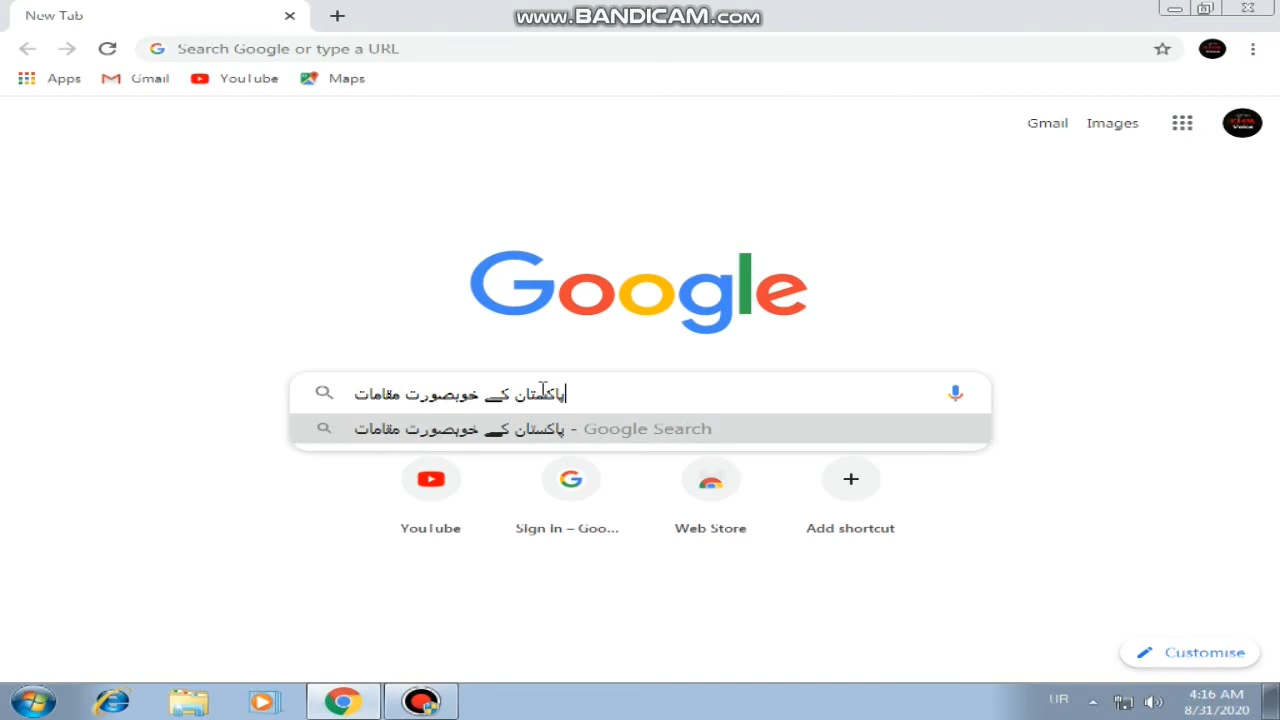 New Tab
www.BANDICAM.com
Search Google or type a URL
Apps Gmail YouTube Maps
Gmail Images
Google
پاکستان کے خوبصورت مقامات
پاکستان کے خوبصورت مقامات - Google Search
YouTube Sign In – Goo... Web Store Add shortcut
Customise
UR 4:16 AM
8/31/2020